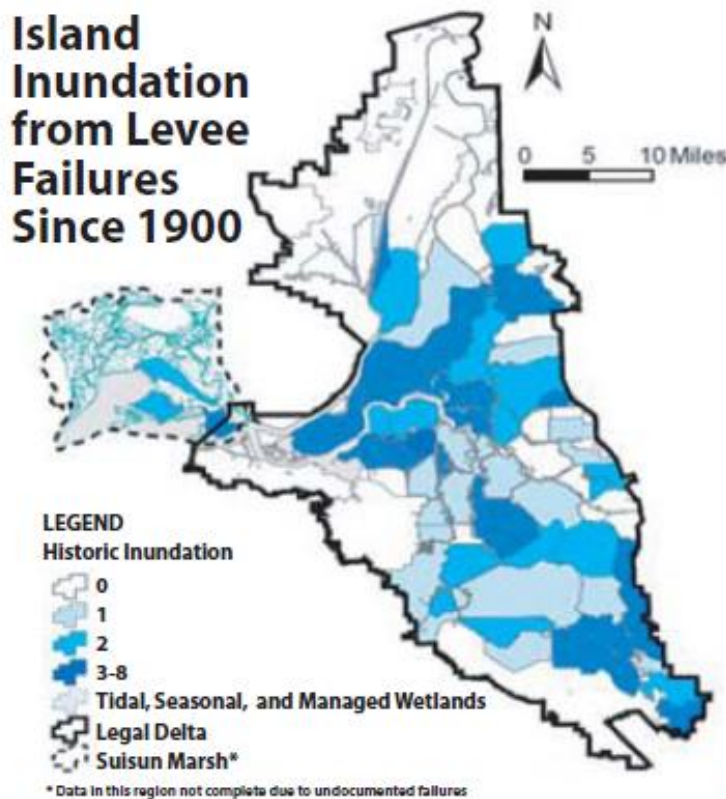 Island
Inundation
from Levee
Failures
Since 1900
N
0 5 10 Miles
LEGEND
Historic Inundation
0
1
2
3-8
Tidal, Seasonal, and Managed Wetlands
Legal Delta
Suisun Marsh*
* Data in this region not complete due to undocumented failures